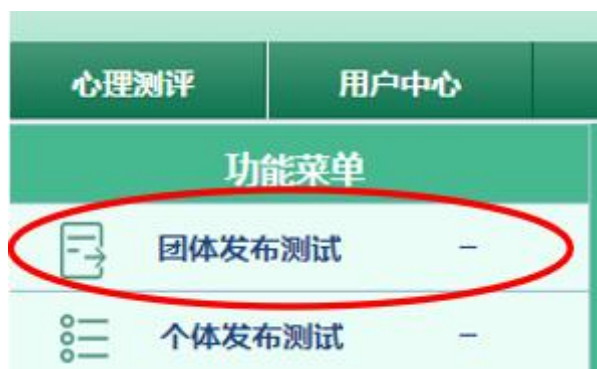 心理测评 用户中心
功能菜单
团体发布测试 －
个体发布测试 －